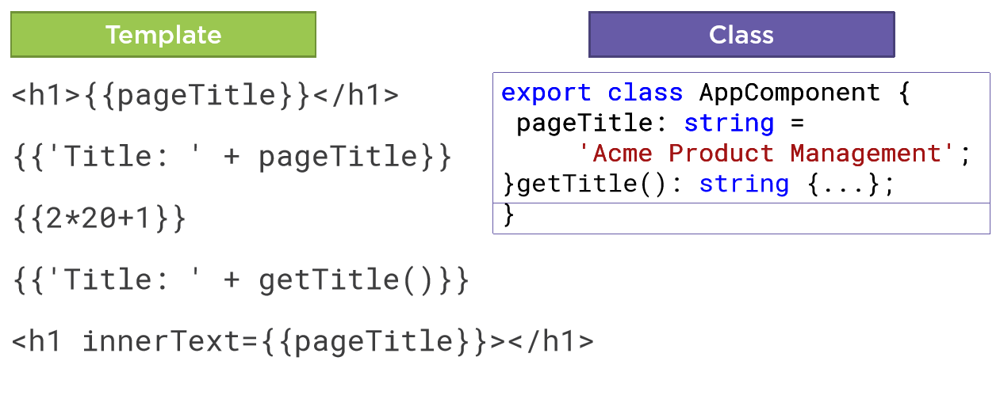 Template
<h1>{{pageTitle}}</h1>
{{'Title: ' + pageTitle}}
{{2*20+1}}
{{'Title: ' + getTitle()}}
<h1 innerText={{pageTitle}}></h1>
Class
export class AppComponent {
pageTitle: string =
'Acme Product Management';
}getTitle(): string {...};
}